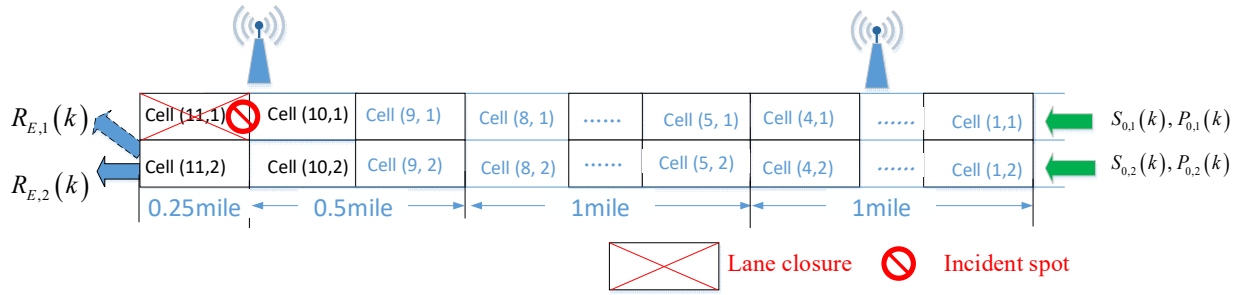 R_{E,1}(k)
Cell (11,1)
Cell (10,1)
Cell (9, 1)
Cell (8, 1)
......
Cell (5, 1)
Cell (4,1)
......
Cell (1,1)
S_{0,1}(k), P_{0,1}(k)
R_{E,2}(k)
Cell (11,2)
Cell (10,2)
Cell (9, 2)
Cell (8, 2)
......
Cell (5, 2)
Cell (4,2)
......
Cell (1,2)
S_{0,2}(k), P_{0,2}(k)
0.25mile
0.5mile
1mile
1mile
Lane closure
Incident spot